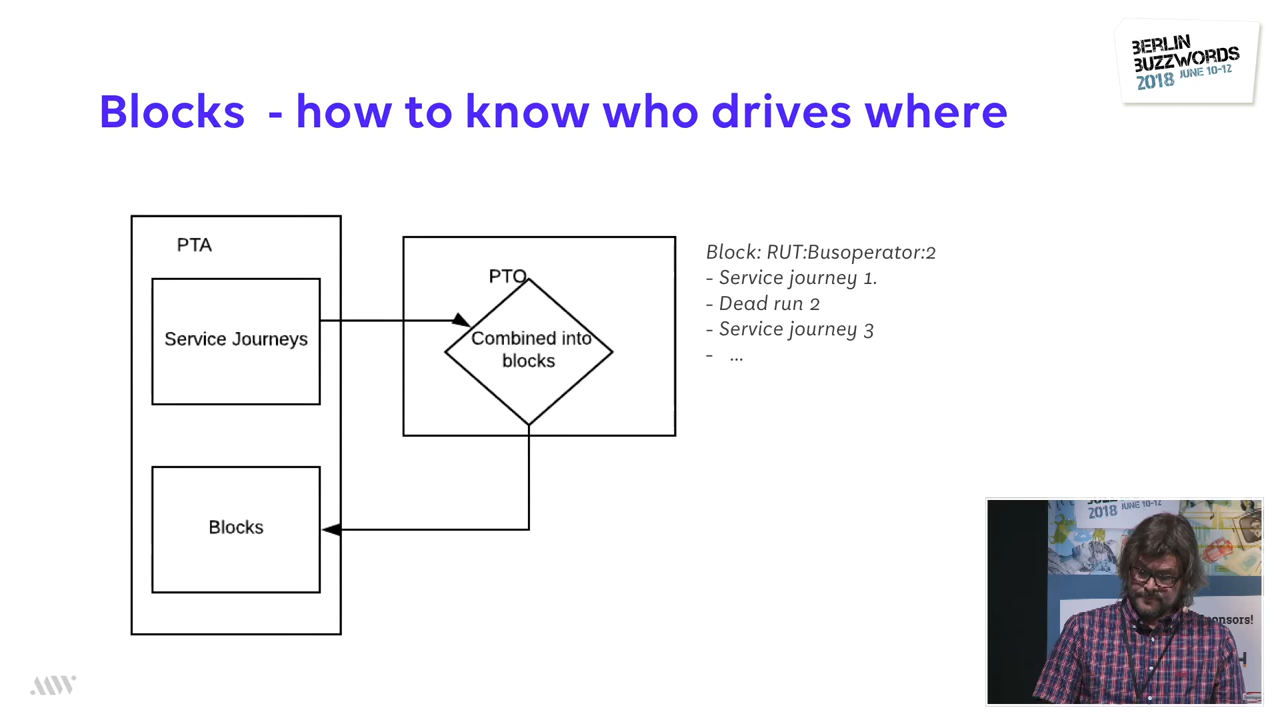 BERLIN
BUZZWORDS
2018 JUNE 10-12
Blocks - how to know who drives where
PTA
Service Journeys
Blocks
PTO
Combined into
blocks
Block: RUT:Busoperator:2
- Service journey 1.
- Dead run 2
- Service journey 3
- ...
2018 JUNE 10-12
sponsors!